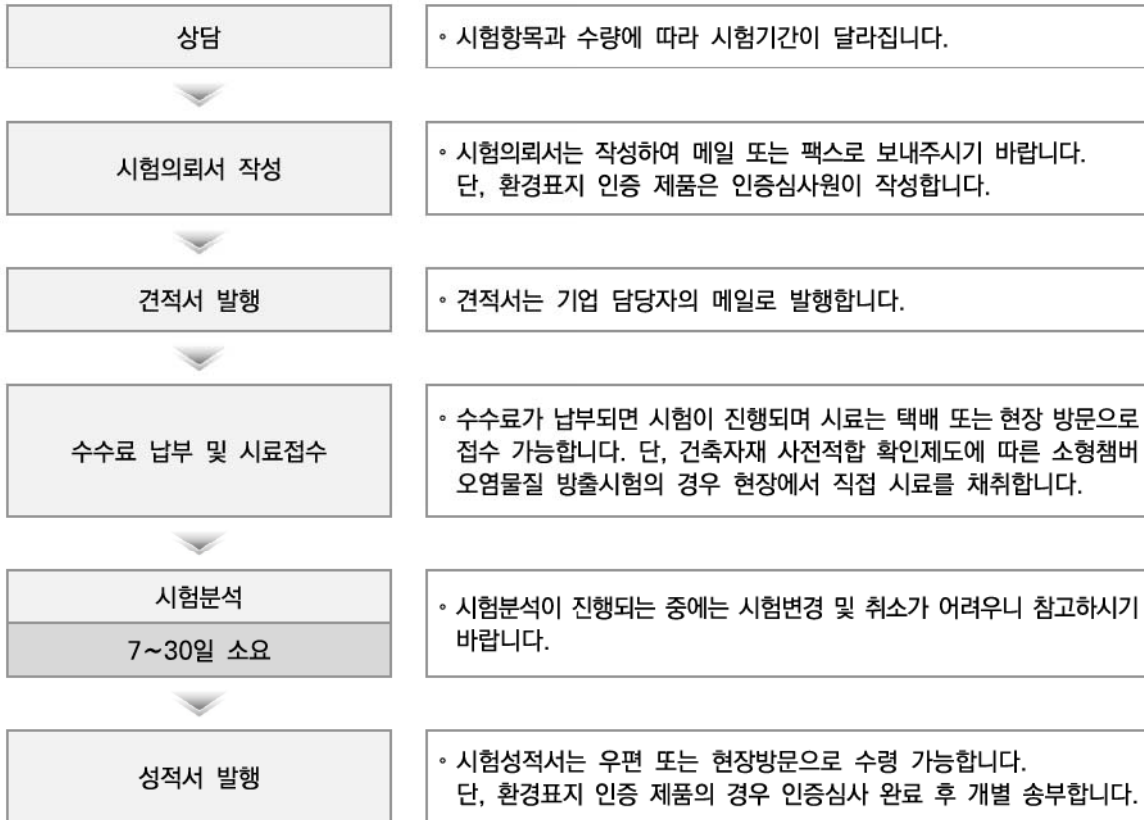 상담
◦ 시험항목과 수량에 따라 시험기간이 달라집니다.
시험의뢰서 작성
◦ 시험의뢰서는 작성하여 메일 또는 팩스로 보내주시기 바랍니다.
단, 환경표지 인증 제품은 인증심사원이 작성합니다.
견적서 발행
◦ 견적서는 기업 담당자의 메일로 발행합니다.
수수료 납부 및 시료접수
◦ 수수료가 납부되면 시험이 진행되며 시료는 택배 또는 현장 방문으로
접수 가능합니다. 단, 건축자재 사전적합 확인제도에 따른 소형챔버
오염물질 방출시험의 경우 현장에서 직접 시료를 채취합니다.
시험분석
7~30일 소요
◦ 시험분석이 진행되는 중에는 시험변경 및 취소가 어려우니 참고하시기
바랍니다.
성적서 발행
◦ 시험성적서는 우편 또는 현장방문으로 수령 가능합니다.
단, 환경표지 인증 제품의 경우 인증심사 완료 후 개별 송부합니다.